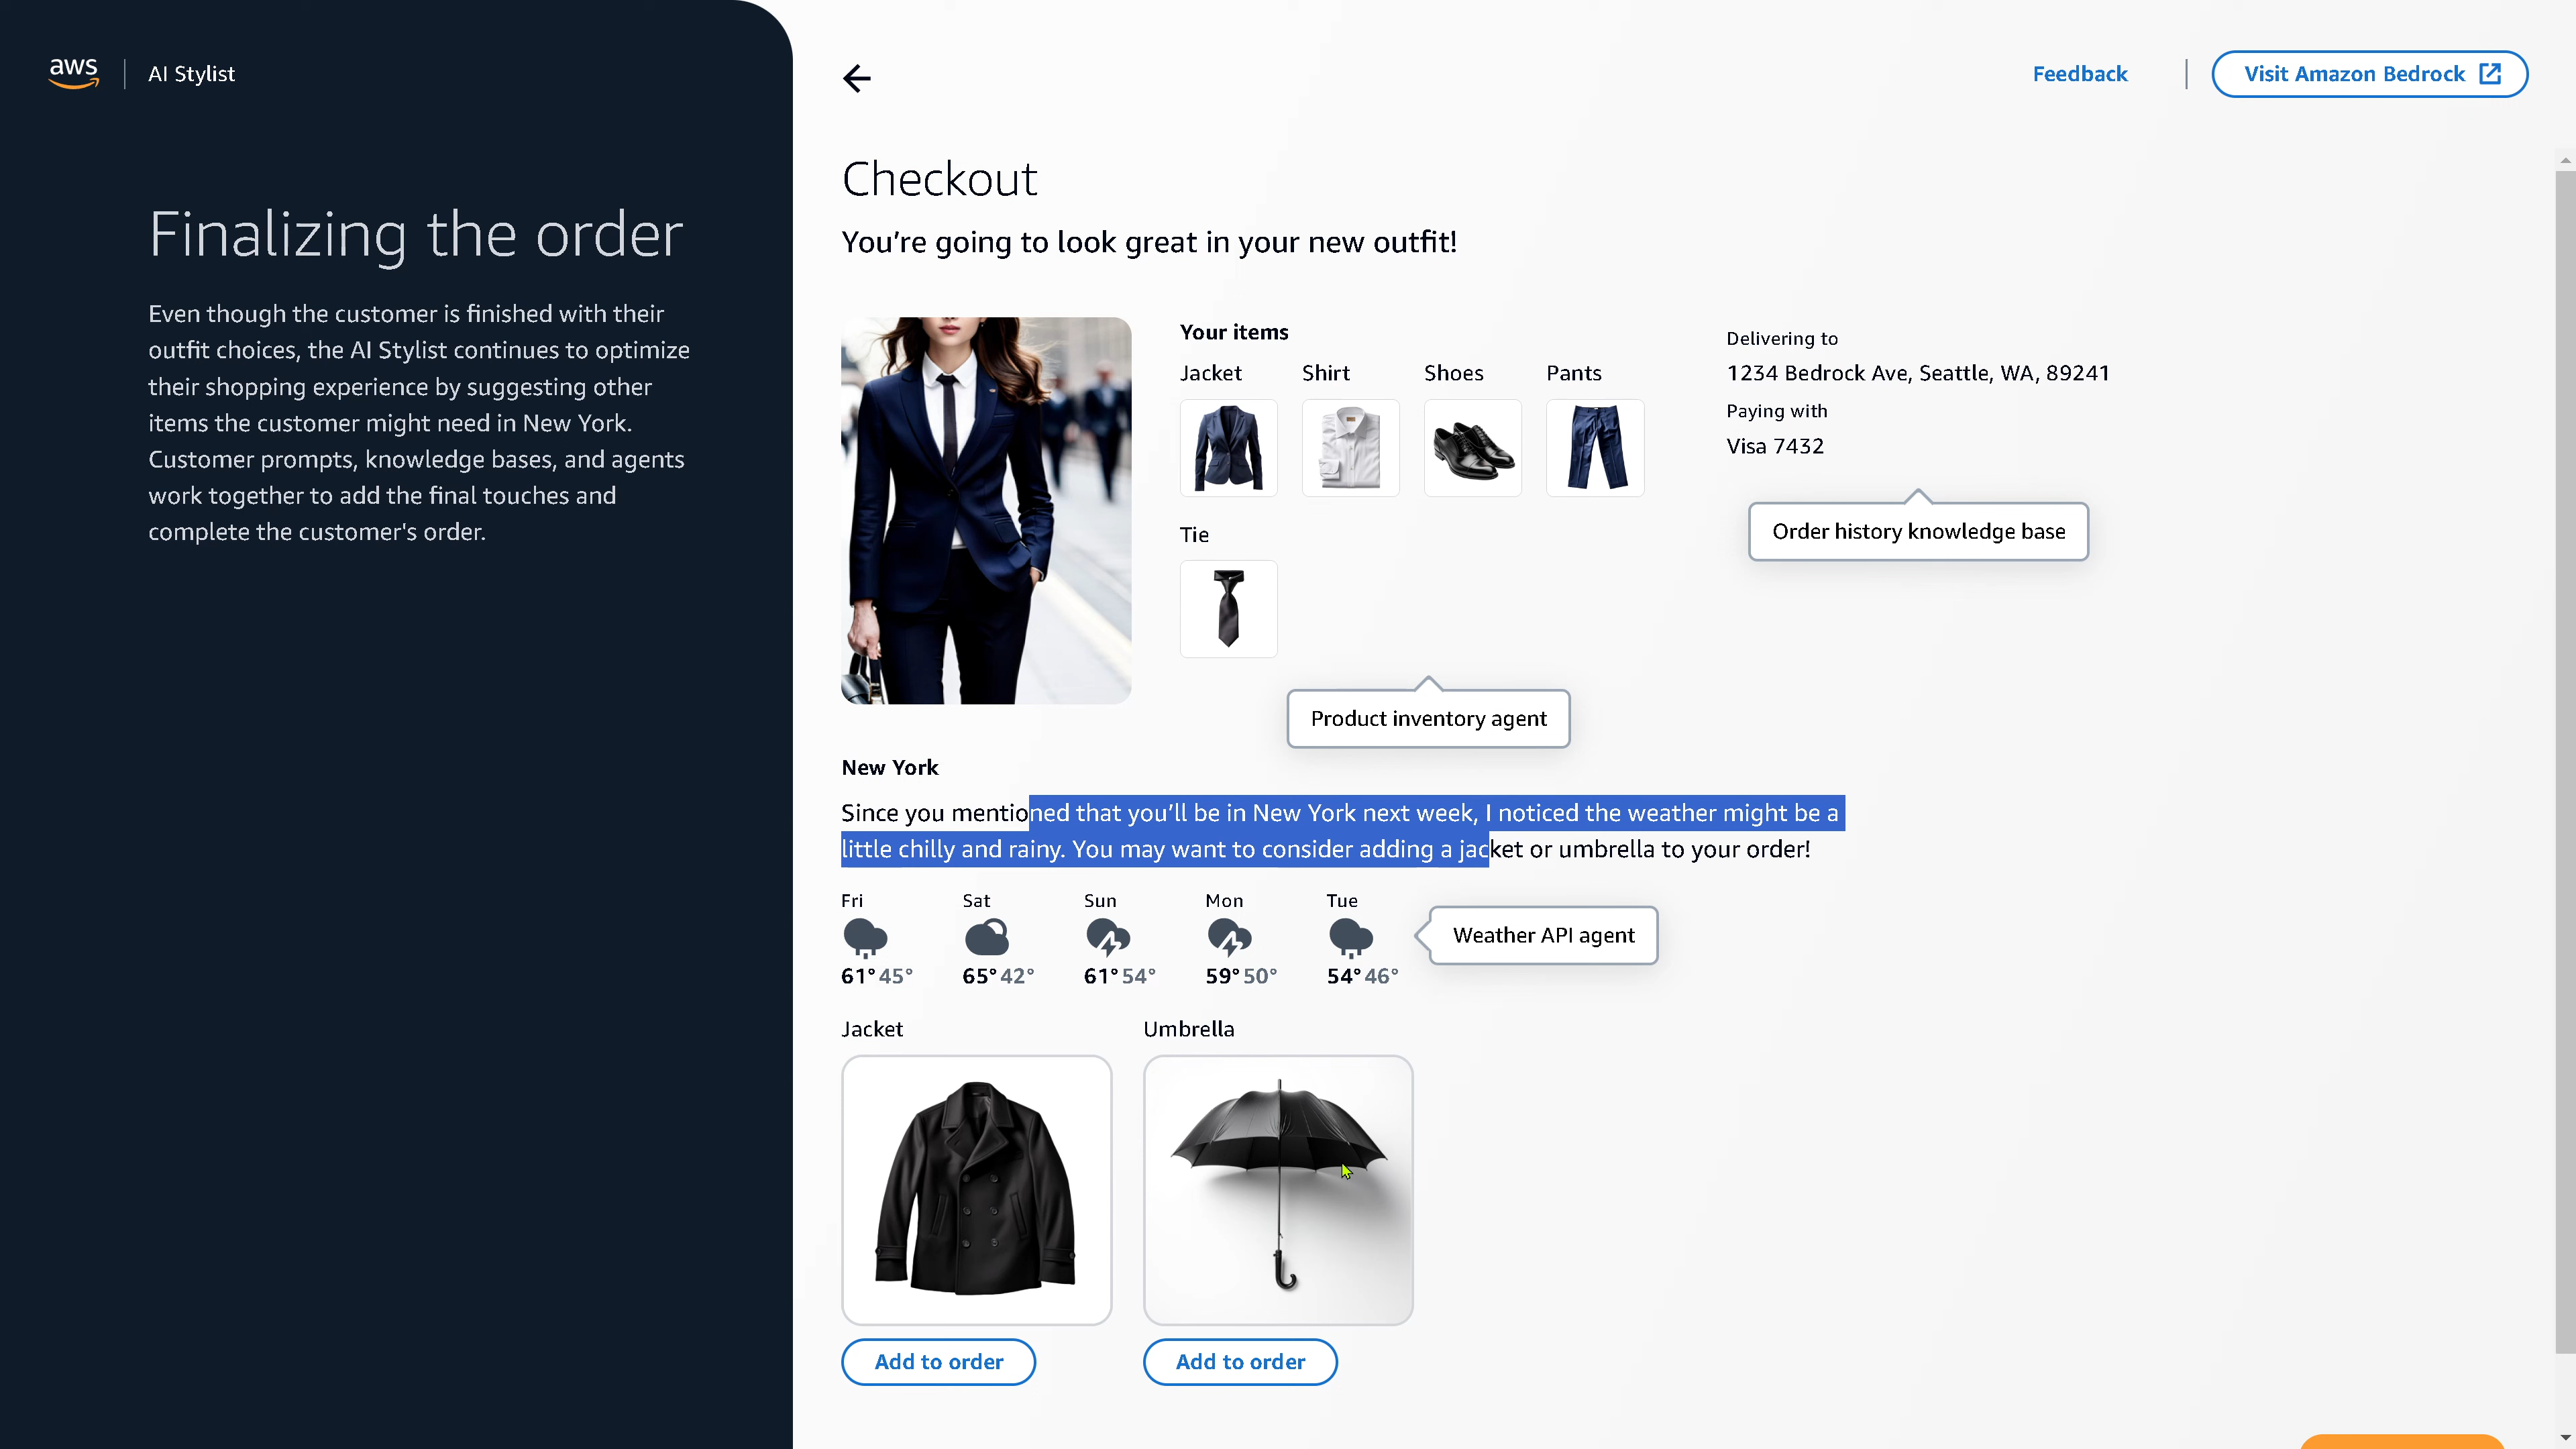 aws
AI Stylist
Feedback
Visit Amazon Bedrock
Finalizing the order
Even though the customer is finished with their
outfit choices, the AI Stylist continues to optimize
their shopping experience by suggesting other
items the customer might need in New York.
Customer prompts, knowledge bases, and agents
work together to add the final touches and
complete the customer's order.
Checkout
You’re going to look great in your new outfit!
Your items
Jacket Shirt Shoes Pants
Tie
Product inventory agent
Delivering to
1234 Bedrock Ave, Seattle, WA, 89241
Paying with
Visa 7432
Order history knowledge base
New York
Since you mentioned that you’ll be in New York next week, I noticed the weather might be a
little chilly and rainy. You may want to consider adding a jacket or umbrella to your order!
Fri Sat Sun Mon Tue
61° 45° 65° 42° 61° 54° 59° 50° 54° 46°
Weather API agent
Jacket Umbrella
Add to order Add to order